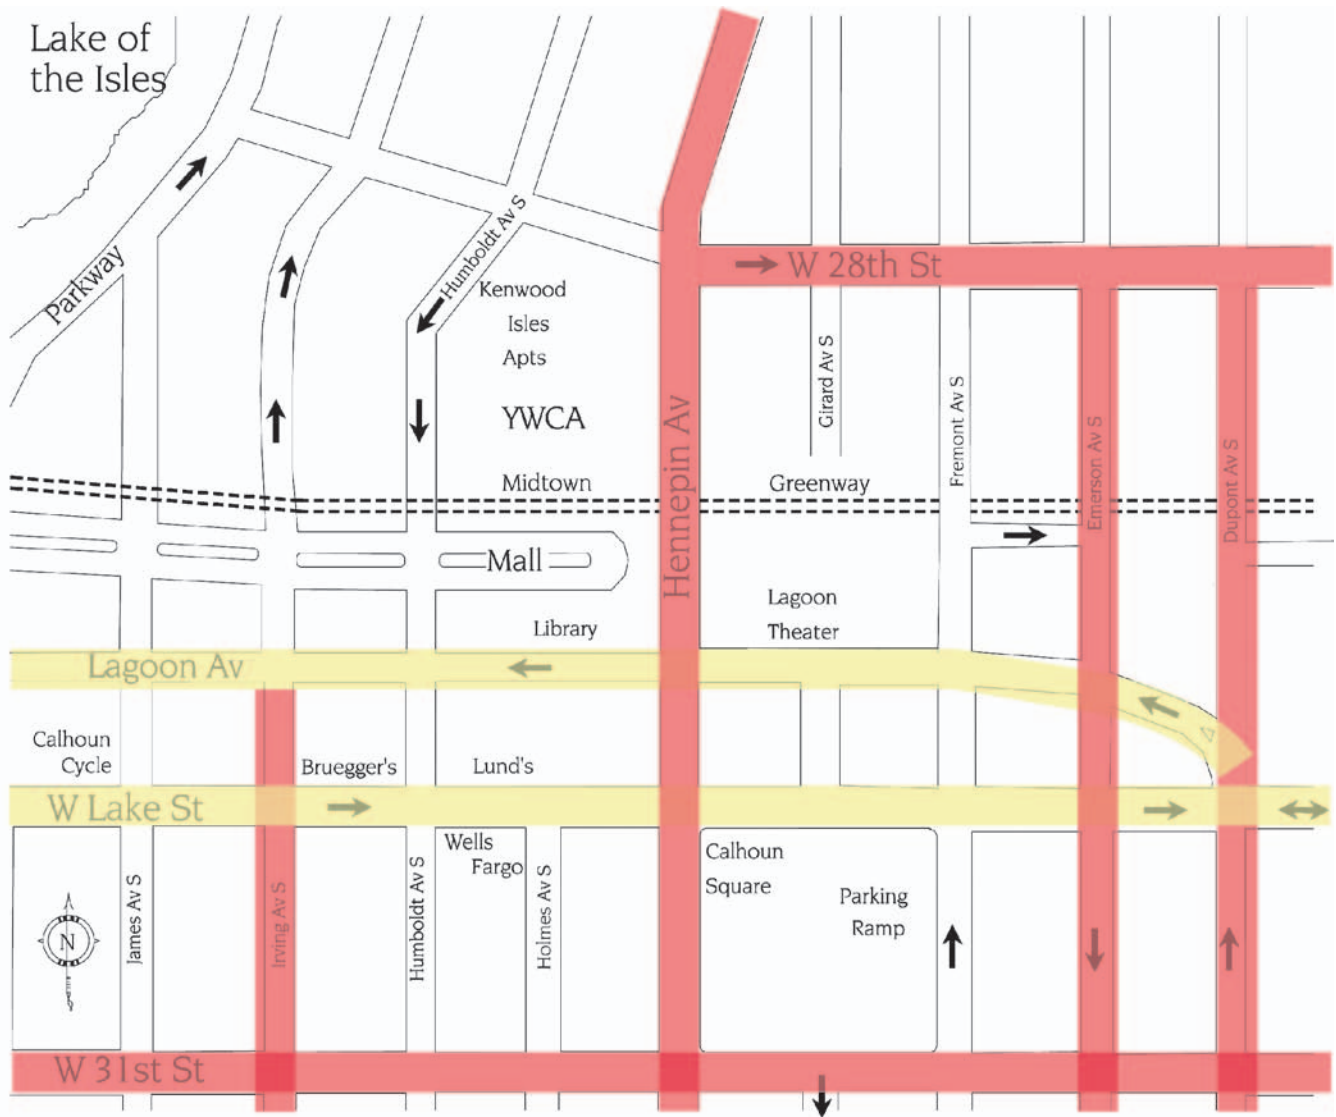 Lake of
the Isles
Parkway
Humboldt Av S
W 28th St
Kenwood
Isles
Apts
YWCA
Midtown
Greenway
Hennepin Av
Girard Av S
Fremont Av S
Emerson Av S
Dupont Av S
Mall
Library
Lagoon
Theater
Lagoon Av
Calhoun
Cycle
Bruegger's
Lund's
W Lake St
Wells
Fargo
Calhoun
Square
Parking
Ramp
N
James Av S
Irving Av S
Humboldt Av S
Holmes Av S
W 31st St